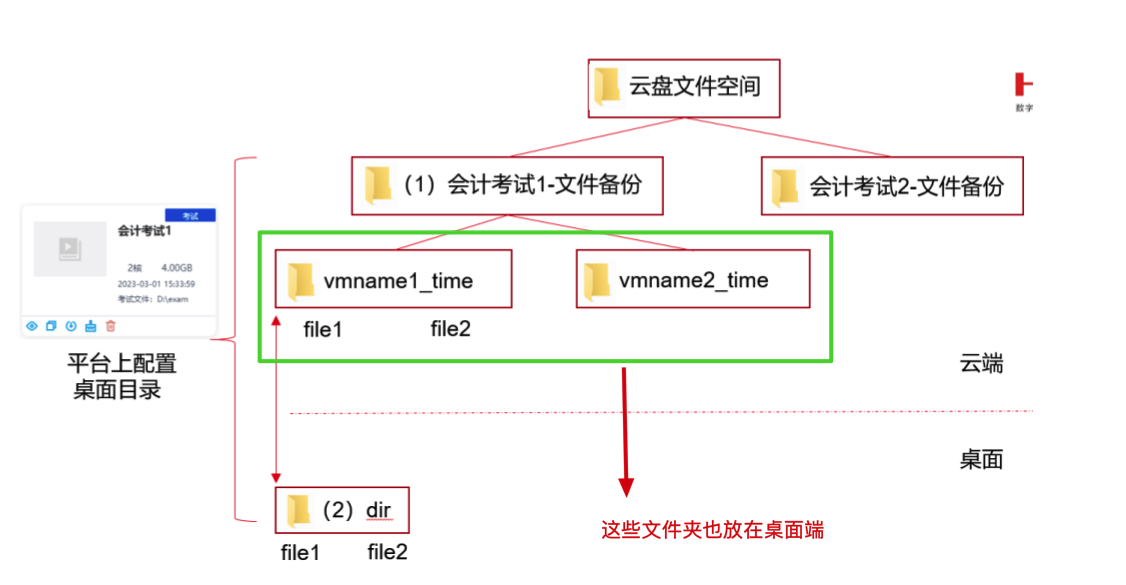 云盘文件空间
数字
（1）会计考试1-文件备份
会计考试2-文件备份
考试
会计考试1
2核 4.00GB
2023-03-01 15:33:59
考试文件：D:\exam
vmname1_time
vmname2_time
file1 file2
平台上配置
桌面目录
云端
桌面
（2）dir
file1 file2
这些文件夹也放在桌面端